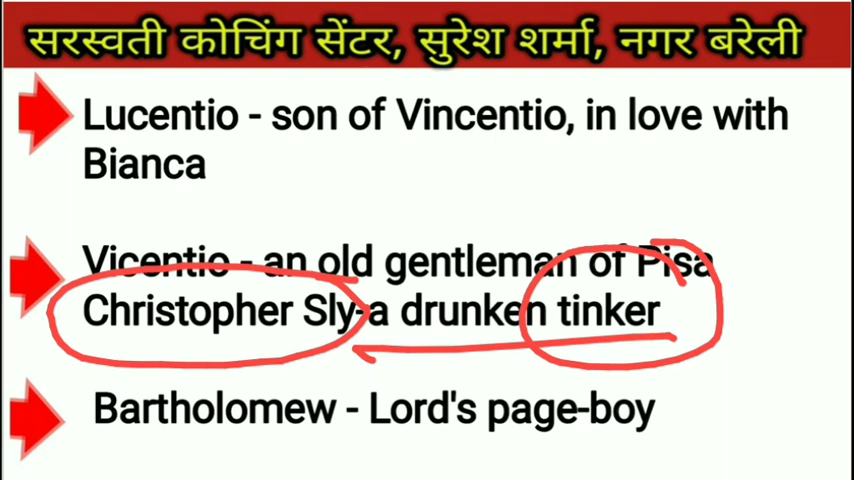 सरस्वती कोचिंग सेंटर, सुरेश शर्मा, नगर बरेली
Lucentio - son of Vincentio, in love with
Bianca
Vicentio - an old gentleman of Pisa
Christopher Sly-a drunken tinker
Bartholomew - Lord's page-boy